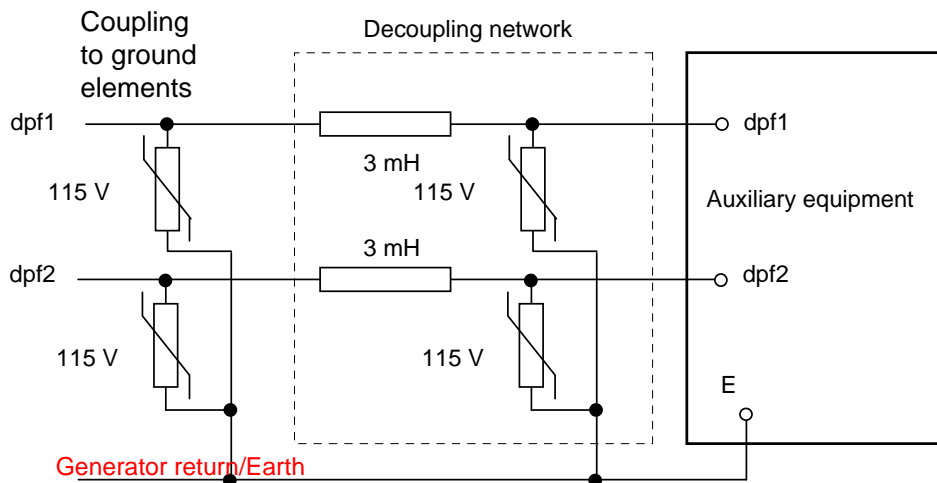 Coupling
to ground
elements
Decoupling network
dpf1
dpf1
3 mH
115 V
115 V
Auxiliary equipment
3 mH
dpf2
dpf2
115 V
115 V
E
Generator return/Earth